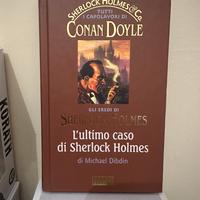 SHERLOCK HOLMES & Co.
TUTTI
I CAPOLAVORI DI
CONAN DOYLE
GLI EREDI DI
SHERLOCK HOLMES
L'ultimo caso
di Sherlock Holmes
di Michael Dibdin